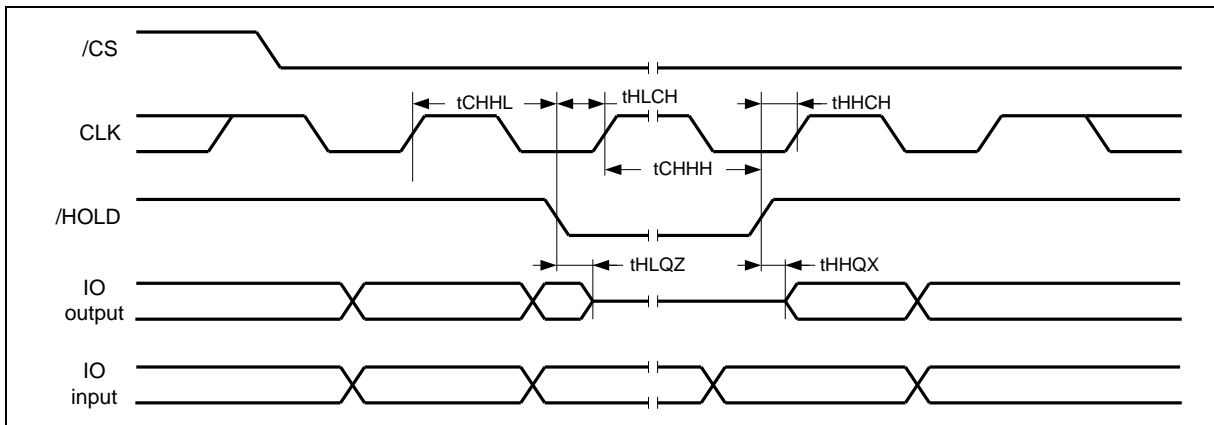 /CS
tCHHL
tHLCH
tHHCH
CLK
tCHHH
/HOLD
tHLQZ
tHHQX
IO
output
IO
input